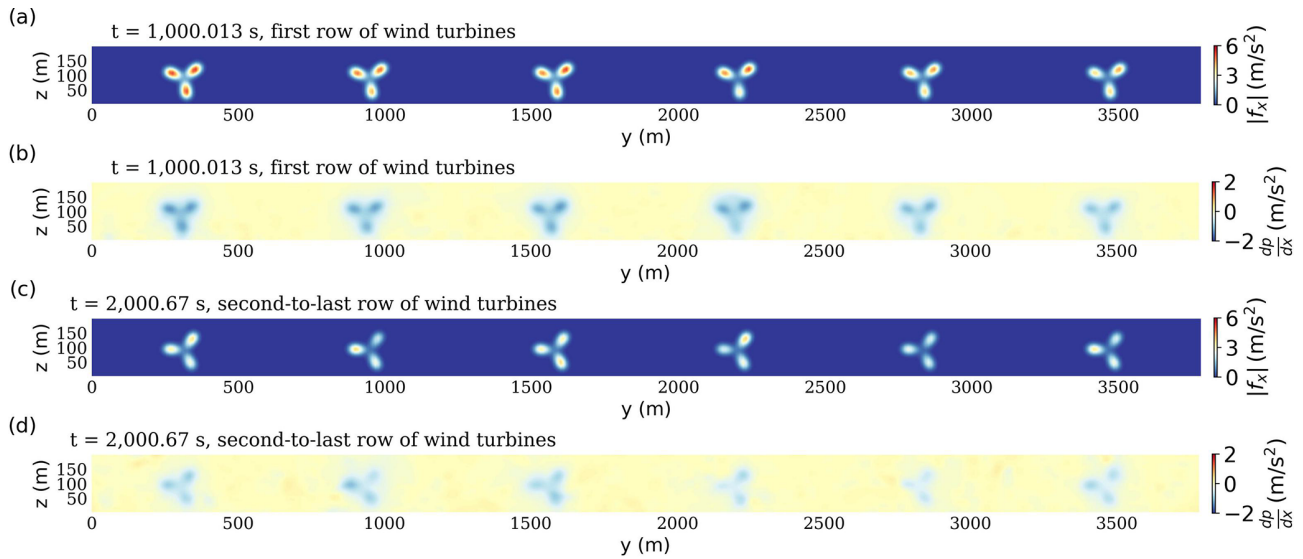 (a)
t = 1,000.013 s, first row of wind turbines
z (m)
150
100
50
0 500 1000 1500 2000 2500 3000 3500
y (m)
6
3
0
|fₓ| (m/s²)
(b)
t = 1,000.013 s, first row of wind turbines
z (m)
150
100
50
0 500 1000 1500 2000 2500 3000 3500
y (m)
2
0
−2
dp/dx (m/s²)
(c)
t = 2,000.67 s, second-to-last row of wind turbines
z (m)
150
100
50
0 500 1000 1500 2000 2500 3000 3500
y (m)
6
3
0
|fₓ| (m/s²)
(d)
t = 2,000.67 s, second-to-last row of wind turbines
z (m)
150
100
50
0 500 1000 1500 2000 2500 3000 3500
y (m)
2
0
−2
dp/dx (m/s²)